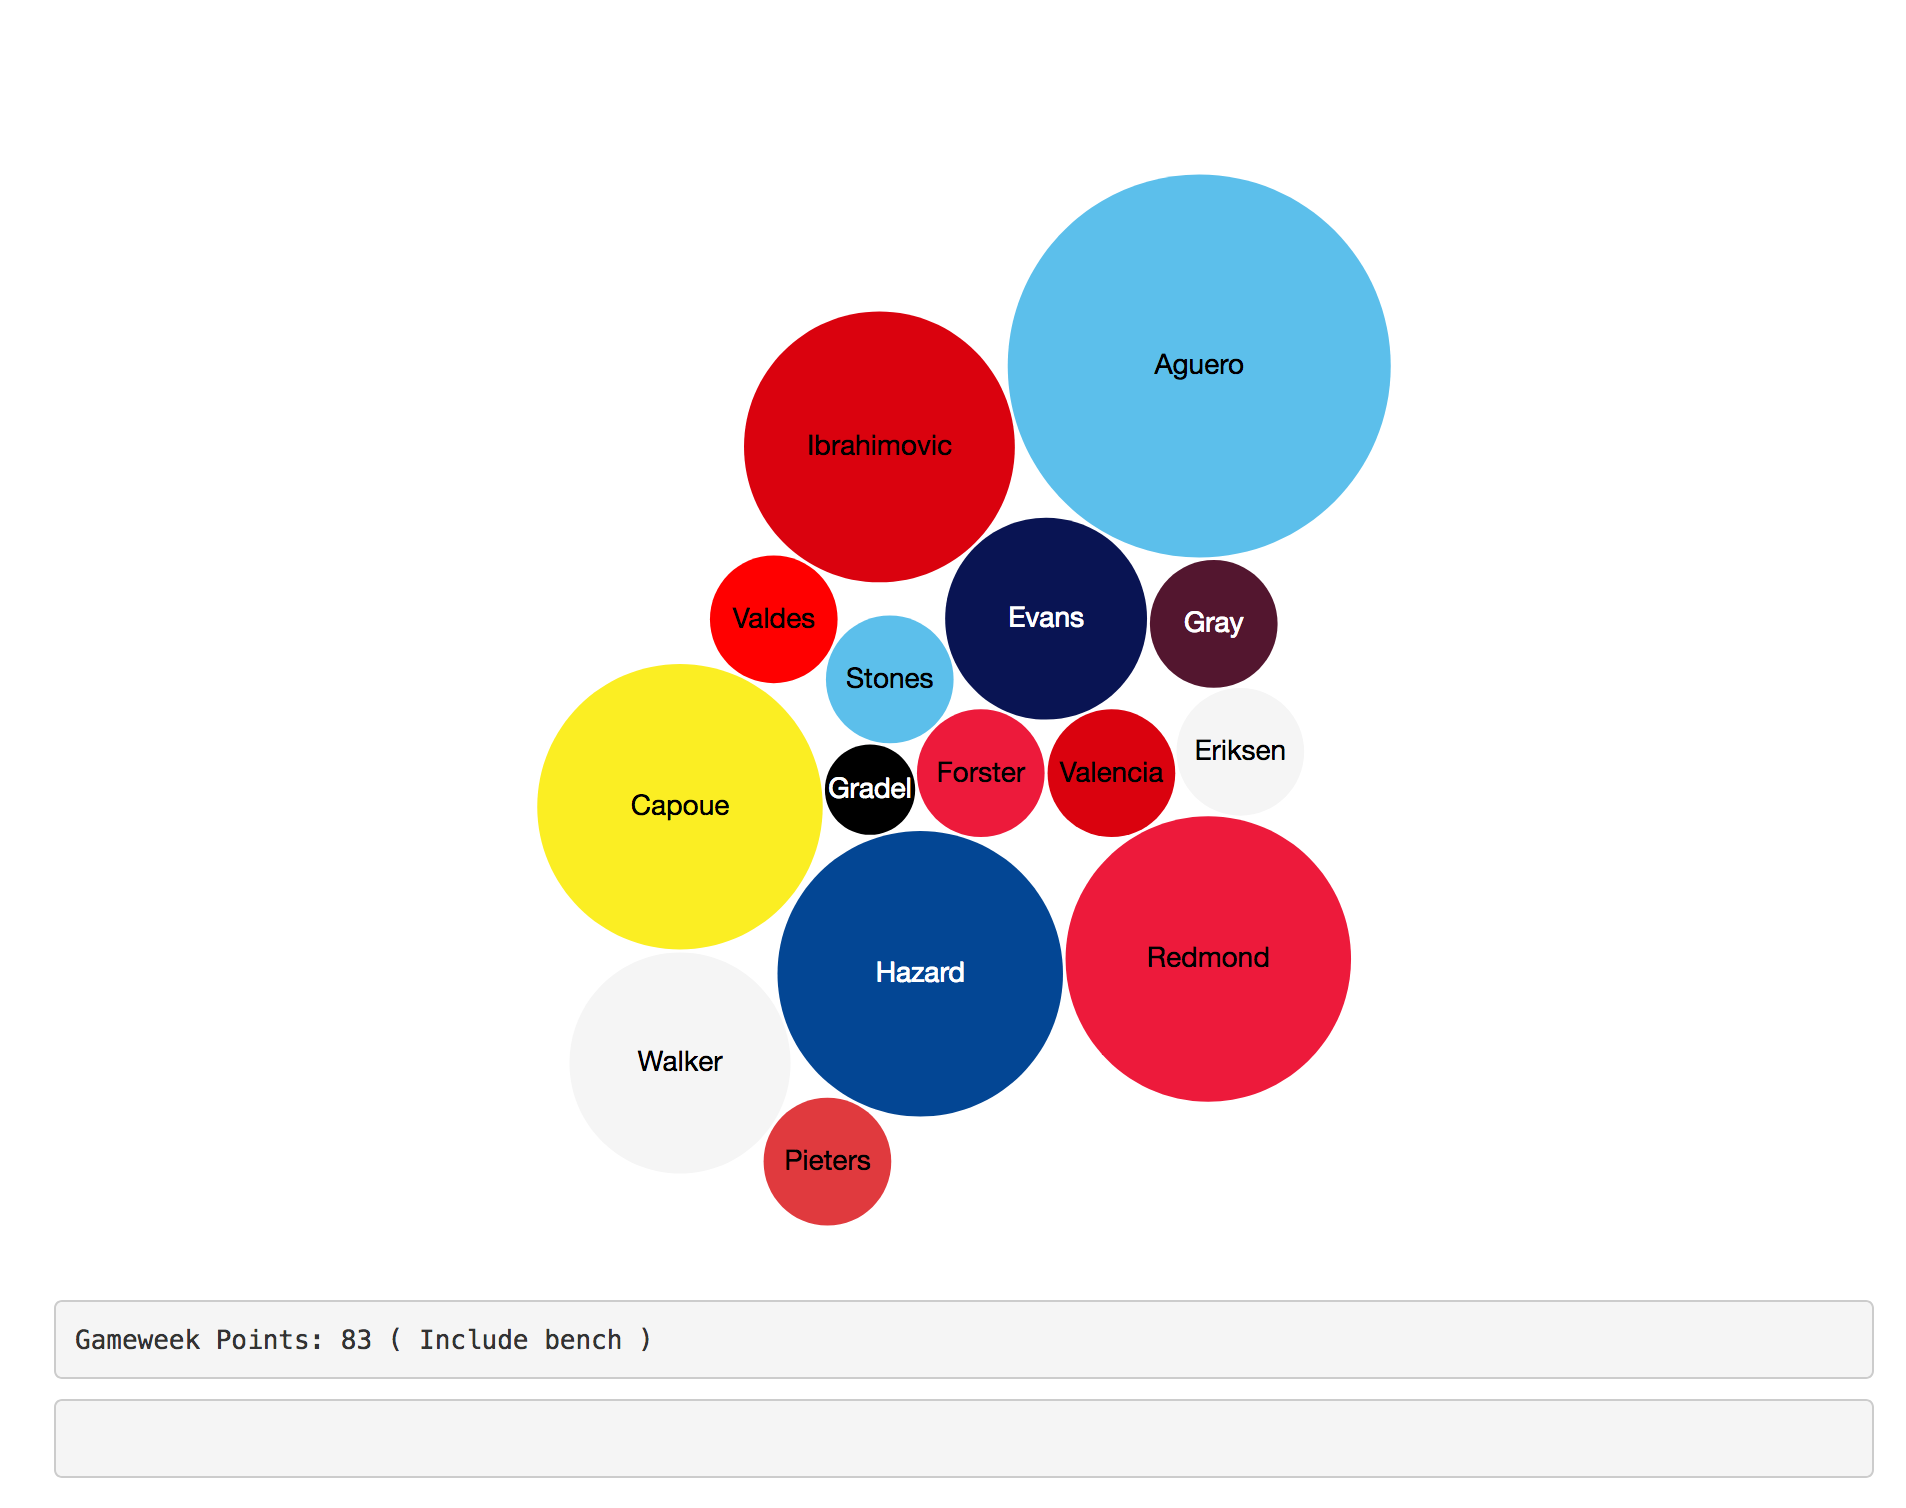 Aguero
Ibrahimovic
Evans
Valdes
Gray
Stones
Eriksen
Forster
Valencia
Gradel
Capoue
Redmond
Hazard
Walker
Pieters
Gameweek Points: 83 ( Include bench )